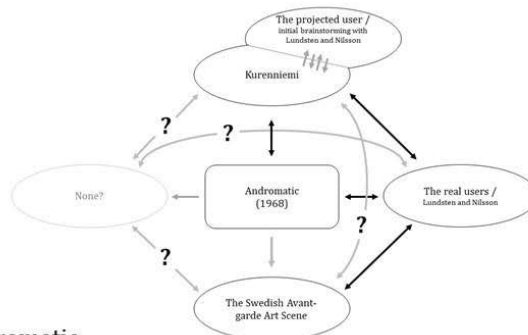 The projected user /
initial brainstorming with
Lundsten and Nilsson
Kurenniemi
?
?
None?
Andromatic
(1968)
The real users /
Lundsten and Nilsson
?
?
The Swedish Avant-
garde Art Scene